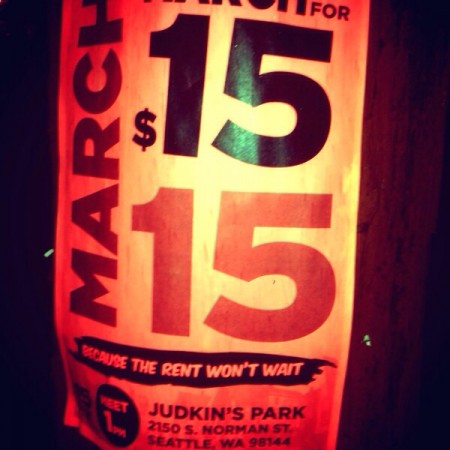 MARCH FOR
$15
MARCH 15
BECAUSE THE RENT WON'T WAIT
MEET
1PM
JUDKIN'S PARK
2150 S. NORMAN ST.
SEATTLE, WA 98144